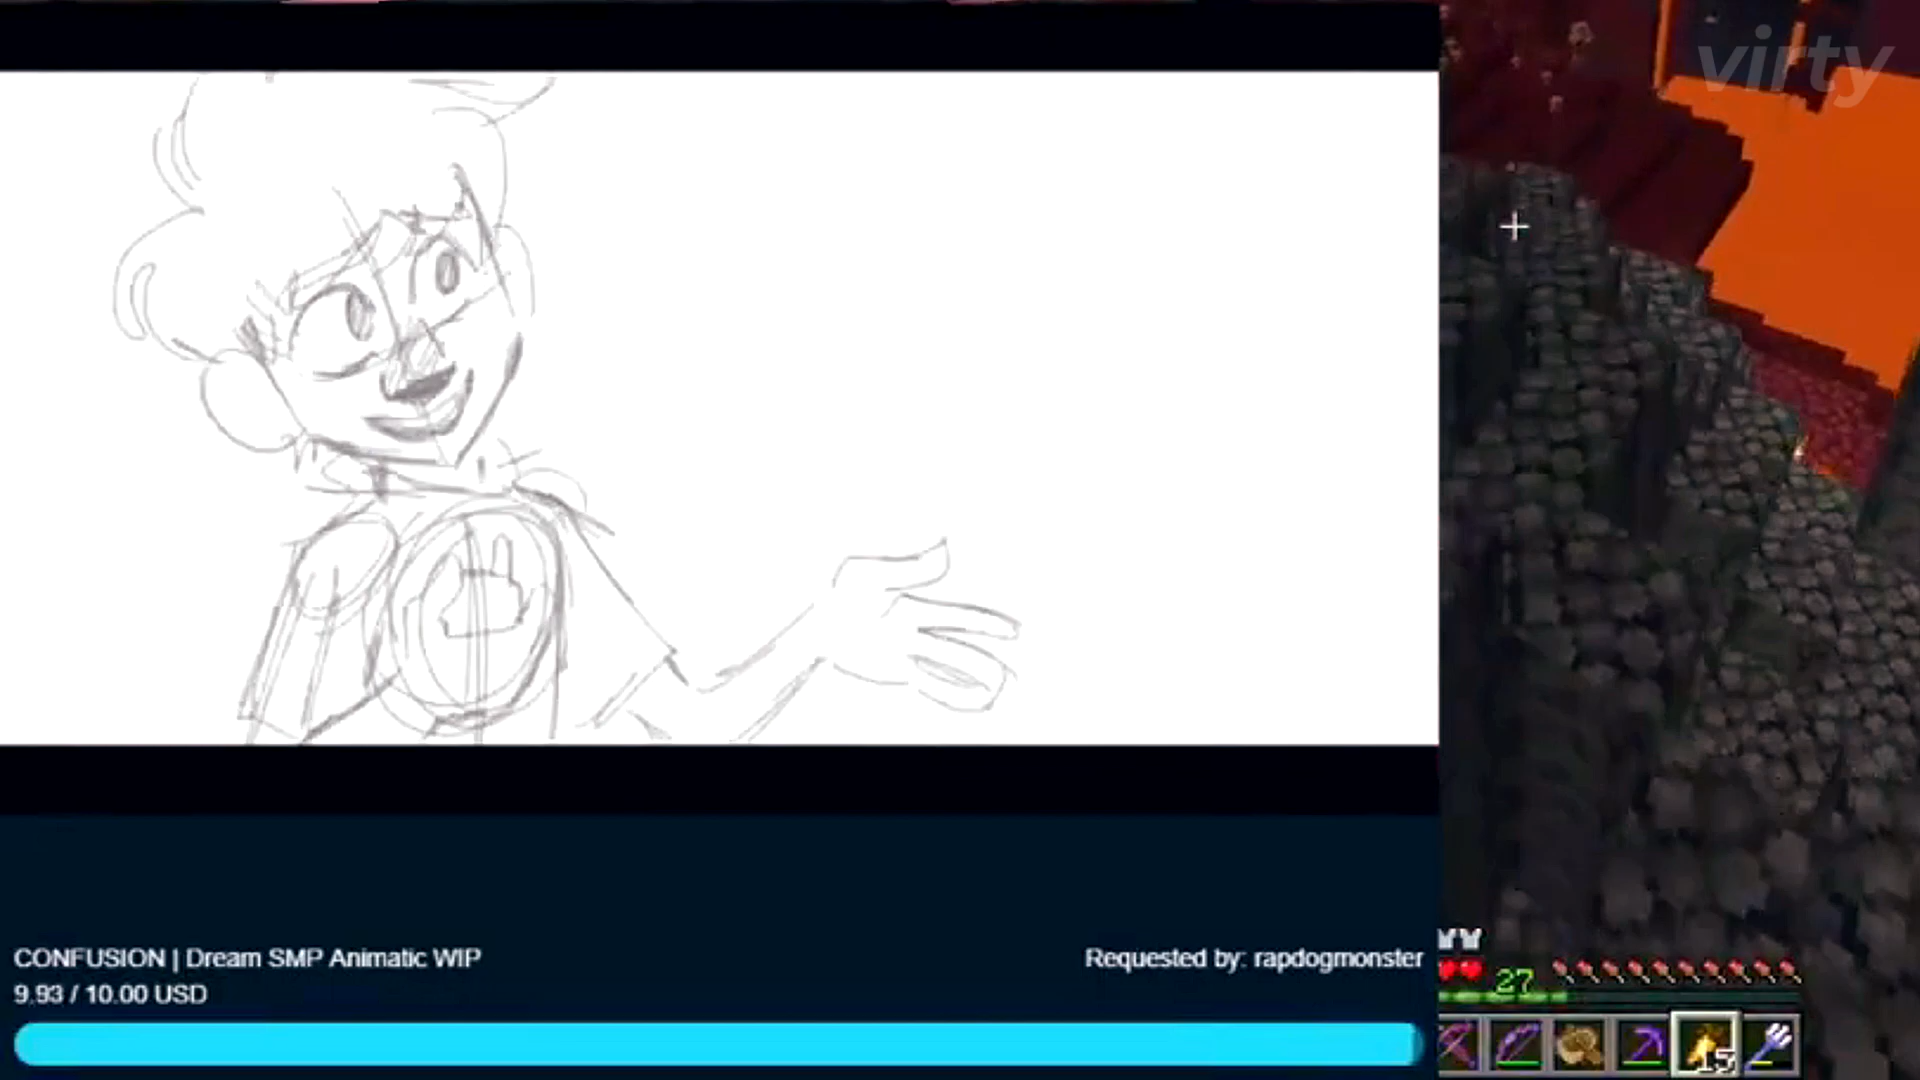 virty
CONFUSION | Dream SMP Animatic WIP
Requested by: rapdogmonster
9.93 / 10.00 USD
27
15